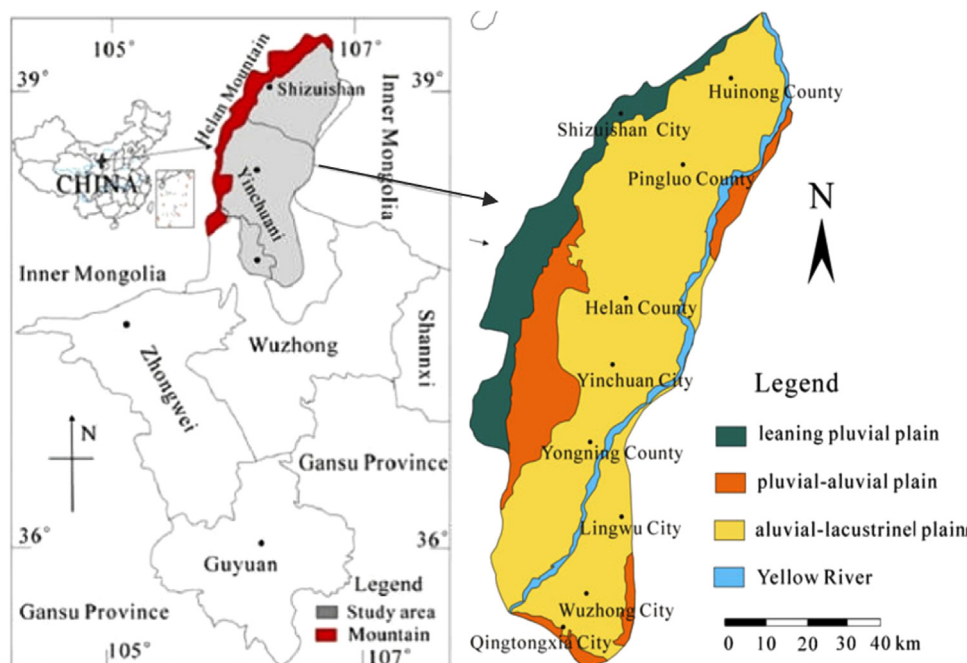 105°
107°
39°
39°
Helan Mountain
Shizuishan
Inner Mongolia
CHINA
Yinchuani
Inner Mongolia
Wuzhong
Shannxi
Zhongwei
N
Gansu Province
36°
36°
Guyuan
Gansu Province
Legend
Study area
Mountain
105°
107°
Huinong County
Shizuishan City
Pingluo County
N
Helan County
Yinchuan City
Yongning County
Lingwu City
Wuzhong City
Qingtongxia City
Legend
leaning pluvial plain
pluvial-aluvial plain
aluvial-lacustrinel plain
Yellow River
0 10 20 30 40 km